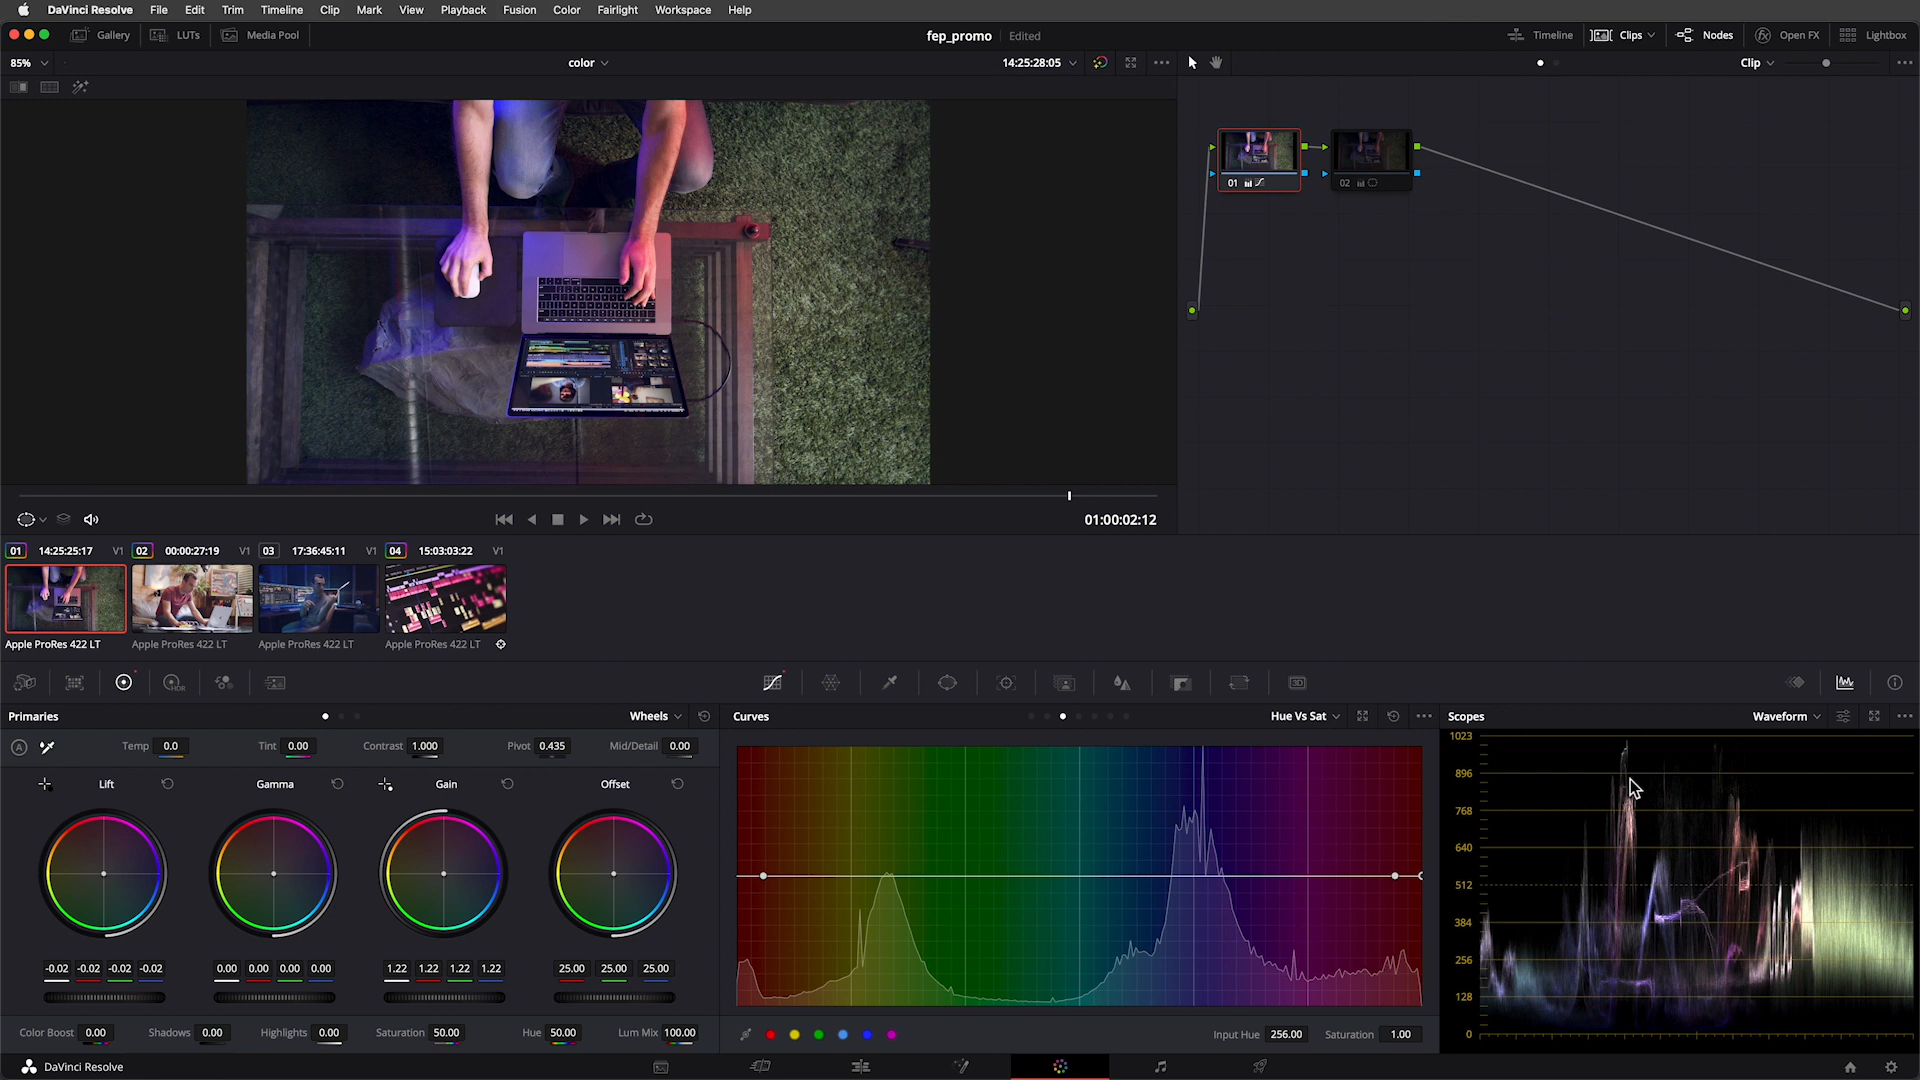 DaVinci Resolve File Edit Trim Timeline Clip Mark View Playback Fusion Color Fairlight Workspace Help
Gallery LUTs Media Pool fep_promo Edited Timeline Clips Nodes Open FX Lightbox
85% color 14:25:28:05 Clip
01 02
01:00:02:12
01 14:25:25:17 V1 02 00:00:27:19 V1 03 17:36:45:11 V1 04 15:03:03:22 V1
Apple ProRes 422 LT Apple ProRes 422 LT Apple ProRes 422 LT Apple ProRes 422 LT
HDR 3D
Primaries Wheels Curves Hue Vs Sat Scopes Waveform
A Temp 0.0 Tint 0.00 Contrast 1.000 Pivot 0.435 Mid/Detail 0.00
Lift Gamma Gain Offset
1023
896
768
640
512
384
256
128
0
-0.02 -0.02 -0.02 -0.02 0.00 0.00 0.00 0.00 1.22 1.22 1.22 1.22 25.00 25.00 25.00
Color Boost 0.00 Shadows 0.00 Highlights 0.00 Saturation 50.00 Hue 50.00 Lum Mix 100.00 Input Hue 256.00 Saturation 1.00
DaVinci Resolve